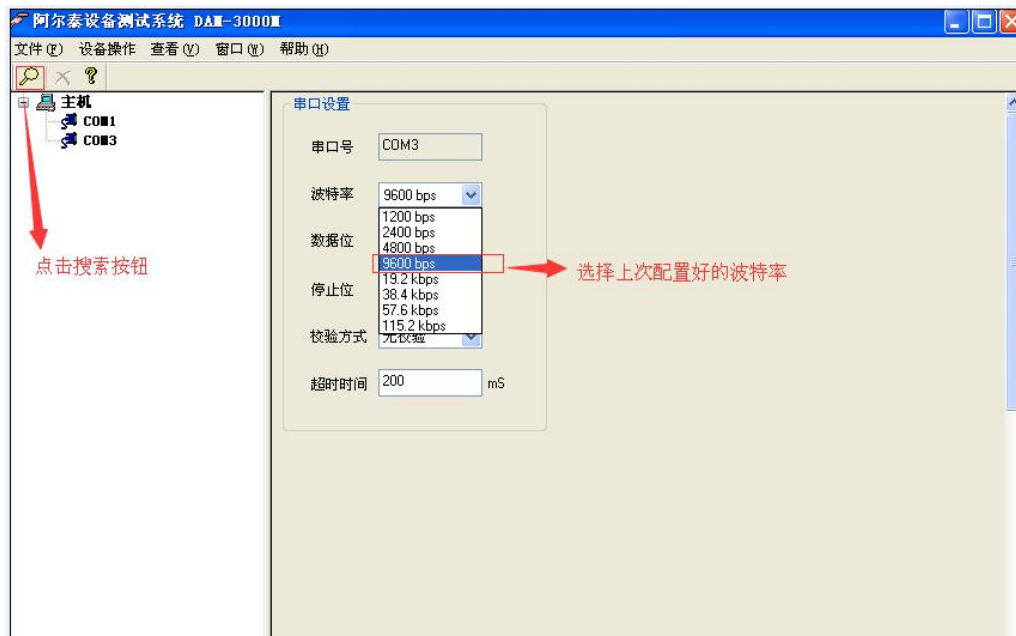 阿尔泰设备测试系统 DAM-3000M
文件(F) 设备操作 查看(V) 窗口(W) 帮助(H)
主机
COM1
COM3
点击搜索按钮
串口设置
串口号 COM3
波特率 9600 bps
1200 bps
2400 bps
数据位
4800 bps
9600 bps
选择上次配置好的波特率
19.2 kbps
停止位
38.4 kbps
57.6 kbps
115.2 kbps
校验方式 无校验
超时时间 200 mS